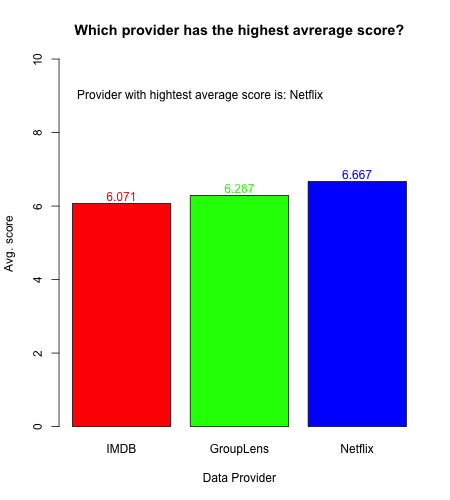 Which provider has the highest avrerage score?
10
Provider with hightest average score is: Netflix
8
6.667
6.287
6.071
6
Avg. score
4
2
0
IMDB GroupLens Netflix
Data Provider